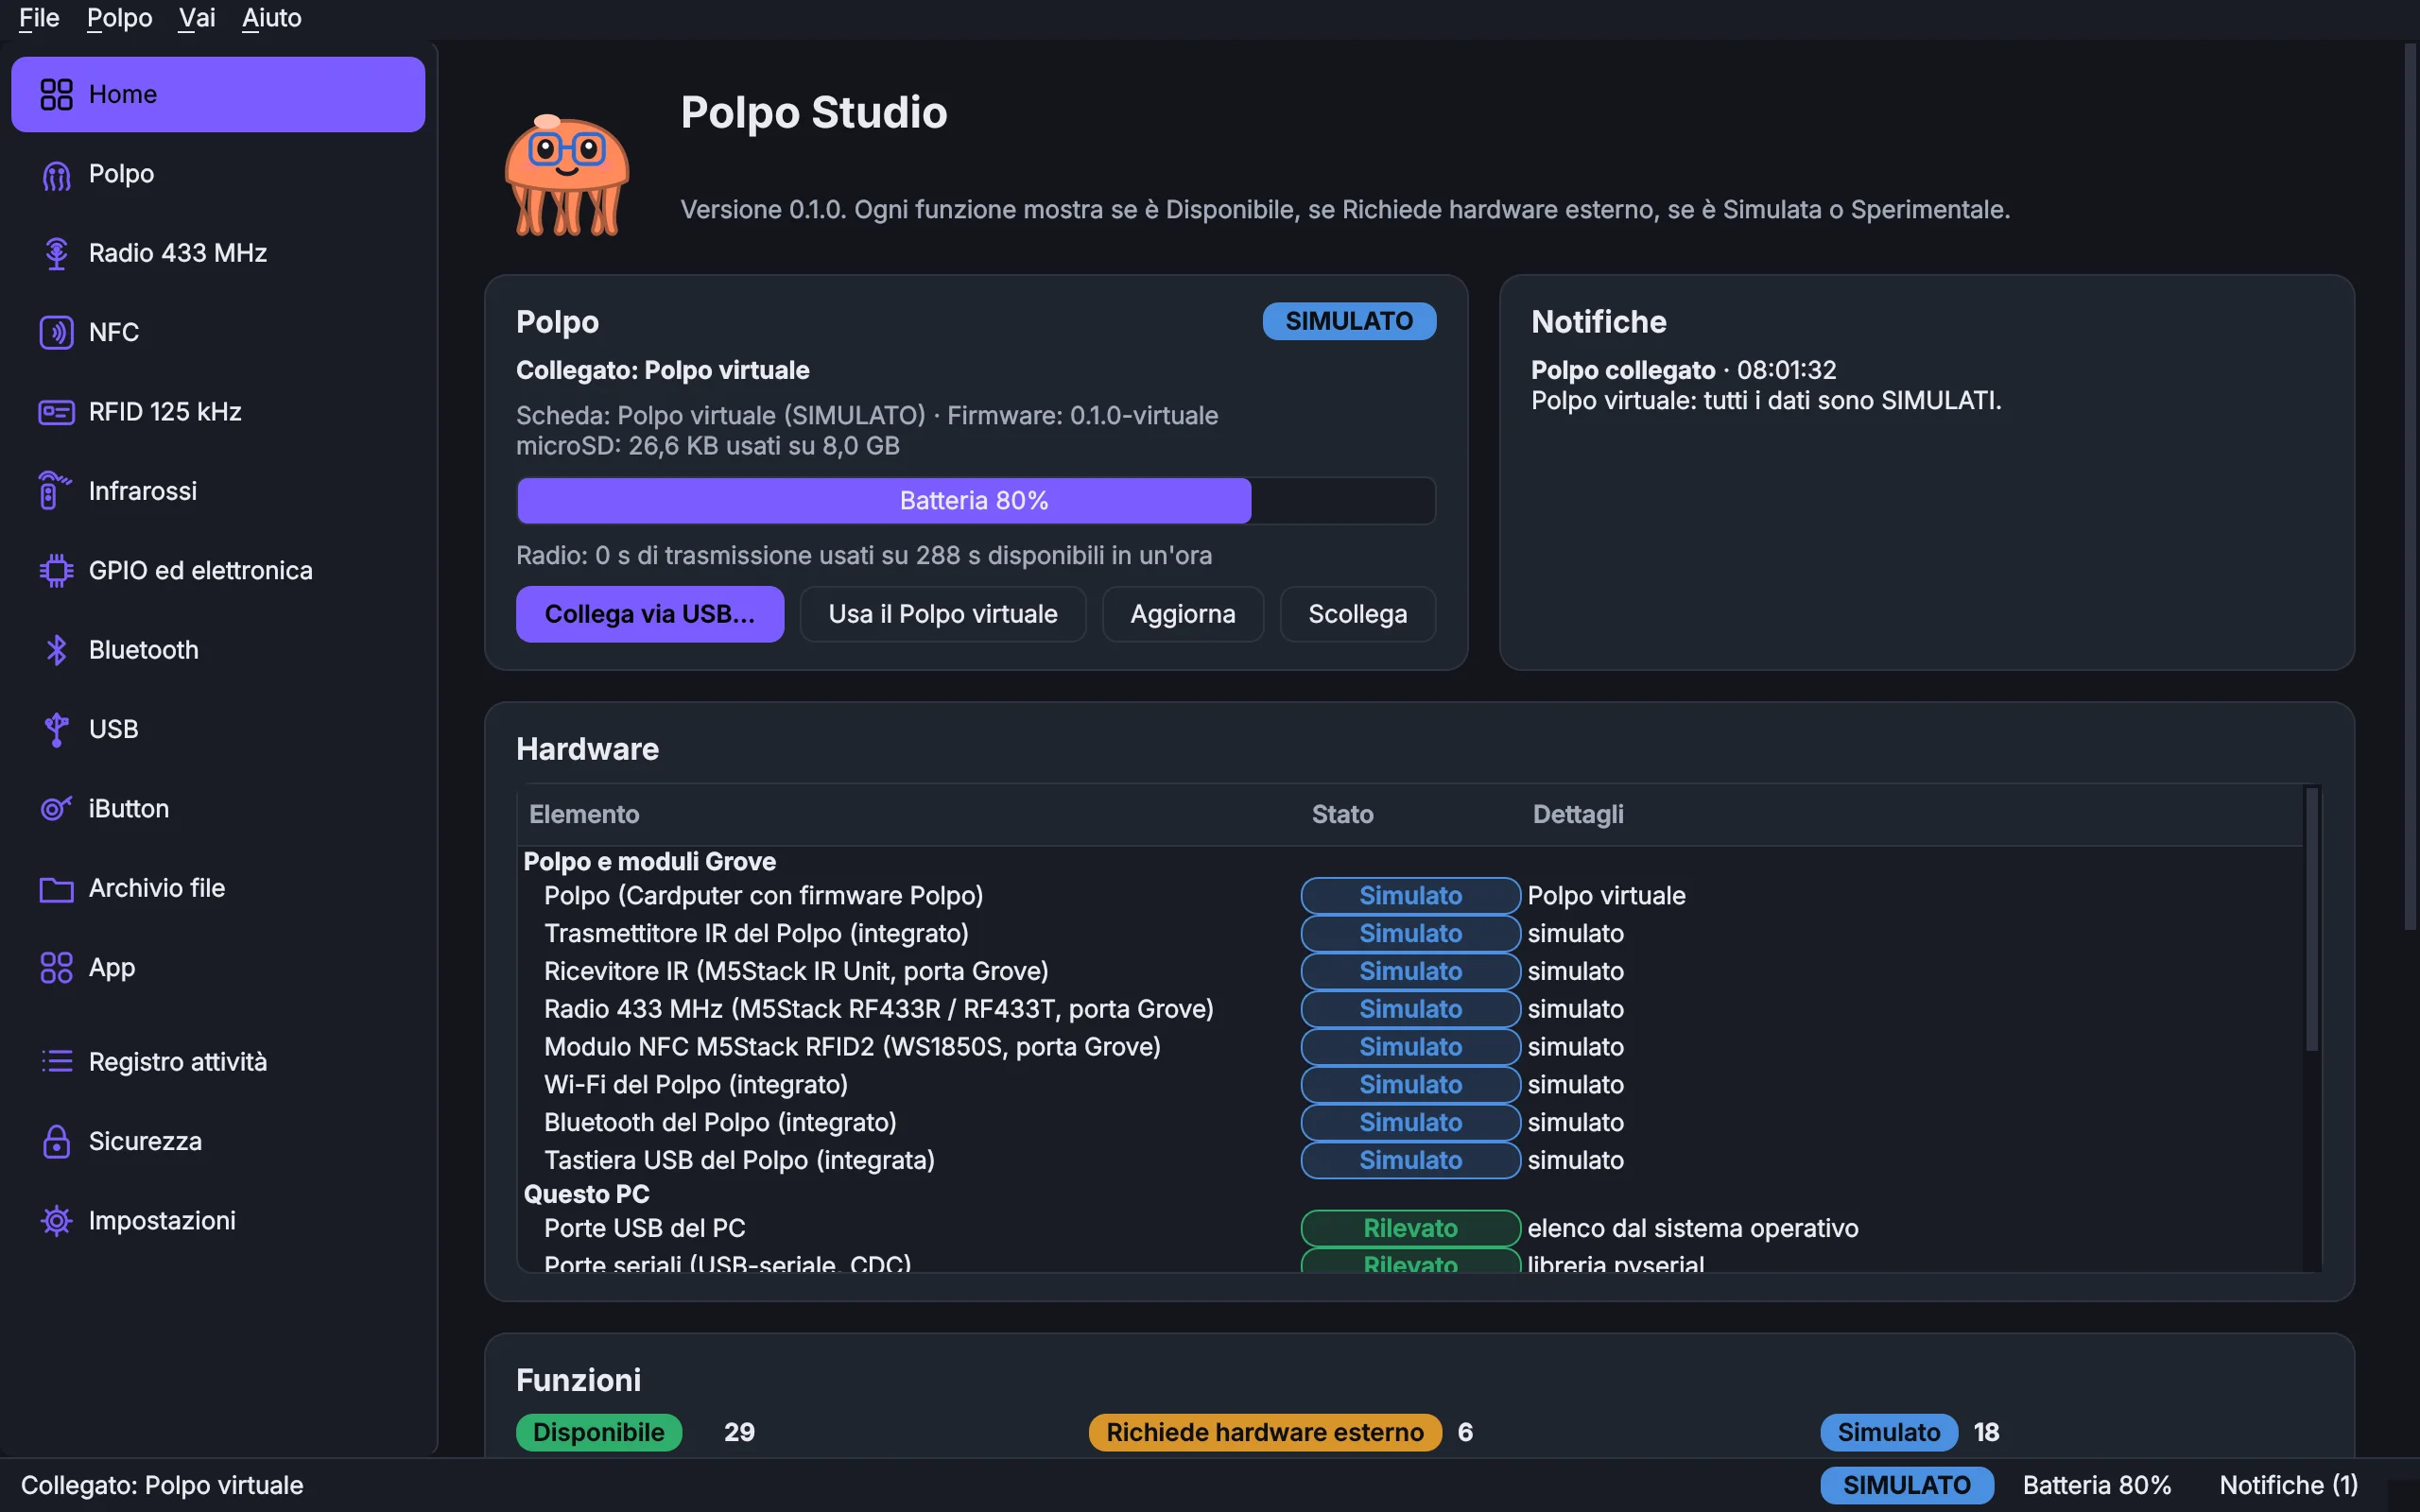 File Polpo Vai Aiuto
Home
Polpo
Radio 433 MHz
NFC
RFID 125 kHz
Infrarossi
GPIO ed elettronica
Bluetooth
USB
iButton
Archivio file
App
Registro attività
Sicurezza
Impostazioni
Polpo Studio
Versione 0.1.0. Ogni funzione mostra se è Disponibile, se Richiede hardware esterno, se è Simulata o Sperimentale.
Polpo SIMULATO
Collegato: Polpo virtuale
Scheda: Polpo virtuale (SIMULATO) · Firmware: 0.1.0-virtuale
microSD: 26,6 KB usati su 8,0 GB
Batteria 80%
Radio: 0 s di trasmissione usati su 288 s disponibili in un'ora
Collega via USB... Usa il Polpo virtuale Aggiorna Scollega
Notifiche
Polpo collegato · 08:01:32
Polpo virtuale: tutti i dati sono SIMULATI.
Hardware
Elemento Stato Dettagli
Polpo e moduli Grove
Polpo (Cardputer con firmware Polpo) Simulato Polpo virtuale
Trasmettitore IR del Polpo (integrato) Simulato simulato
Ricevitore IR (M5Stack IR Unit, porta Grove) Simulato simulato
Radio 433 MHz (M5Stack RF433R / RF433T, porta Grove) Simulato simulato
Modulo NFC M5Stack RFID2 (WS1850S, porta Grove) Simulato simulato
Wi-Fi del Polpo (integrato) Simulato simulato
Bluetooth del Polpo (integrato) Simulato simulato
Tastiera USB del Polpo (integrata) Simulato simulato
Questo PC
Porte USB del PC Rilevato elenco dal sistema operativo
Porte seriali (USB-seriale, CDC) Rilevato libreria pyserial
Funzioni
Disponibile 29 Richiede hardware esterno 6 Simulato 18
Collegato: Polpo virtuale SIMULATO Batteria 80% Notifiche (1)